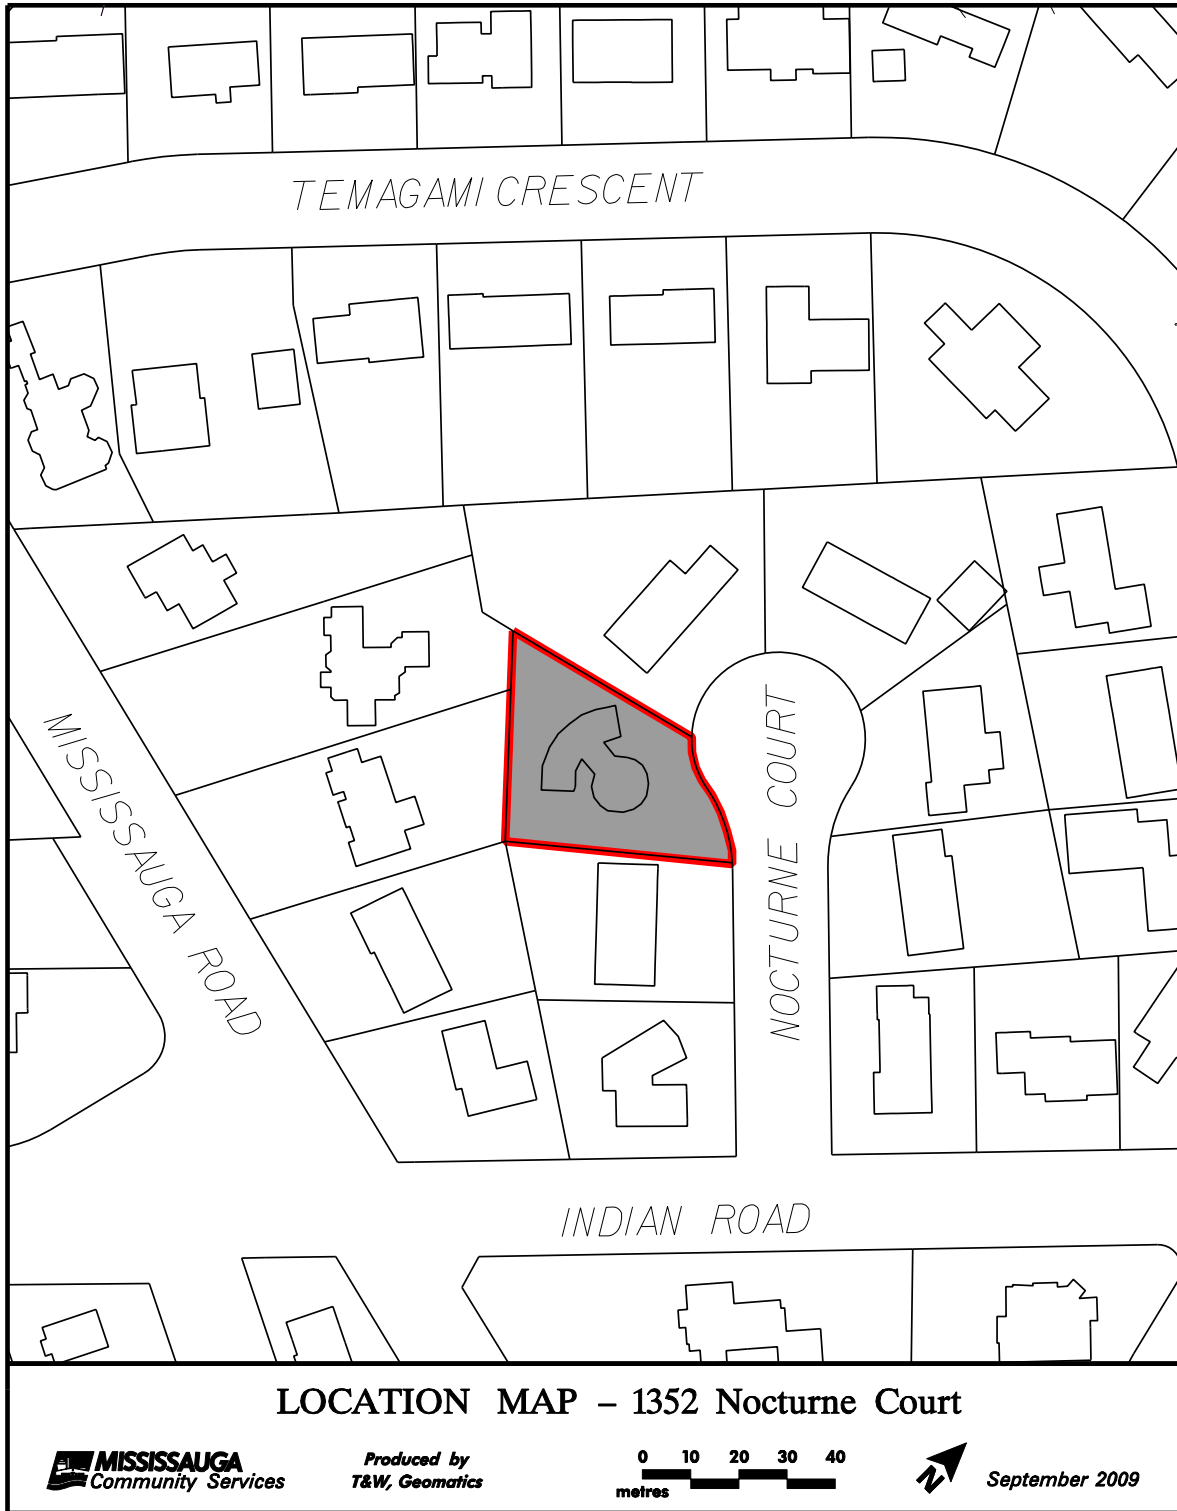 TEMAGAMI CRESCENT
MISSISSAUGA ROAD
NOCTURNE COURT
INDIAN ROAD
LOCATION MAP – 1352 Nocturne Court
MISSISSAUGA
Community Services
Produced by
T&W, Geomatics
0 10 20 30 40
metres
N
September 2009